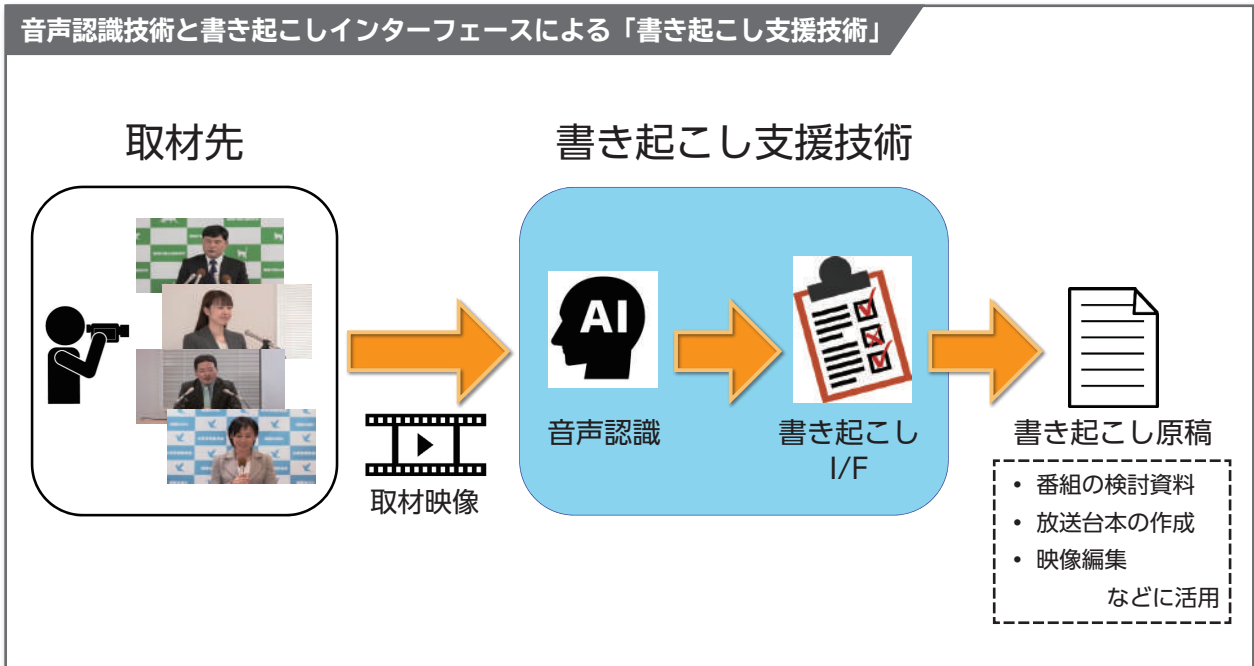 音声認識技術と書き起こしインターフェースによる「書き起こし支援技術」
取材先
書き起こし支援技術
AI
音声認識
書き起こし
I/F
取材映像
書き起こし原稿
• 番組の検討資料
• 放送台本の作成
• 映像編集
などに活用